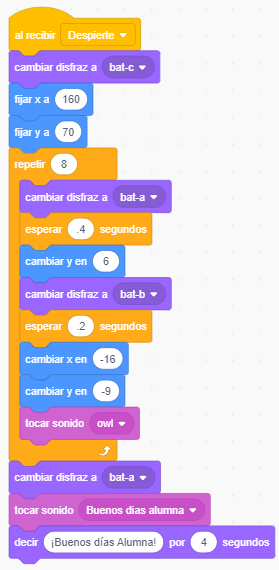 al recibir Despierte
cambiar disfraz a bat-c
fijar x a 160
fijar y a 70
repetir 8
cambiar disfraz a bat-a
esperar .4 segundos
cambiar y en 6
cambiar disfraz a bat-b
esperar .2 segundos
cambiar x en -16
cambiar y en -9
tocar sonido owl
cambiar disfraz a bat-a
tocar sonido Buenos dias alumna
decir ¡Buenos días Alumna! por 4 segundos